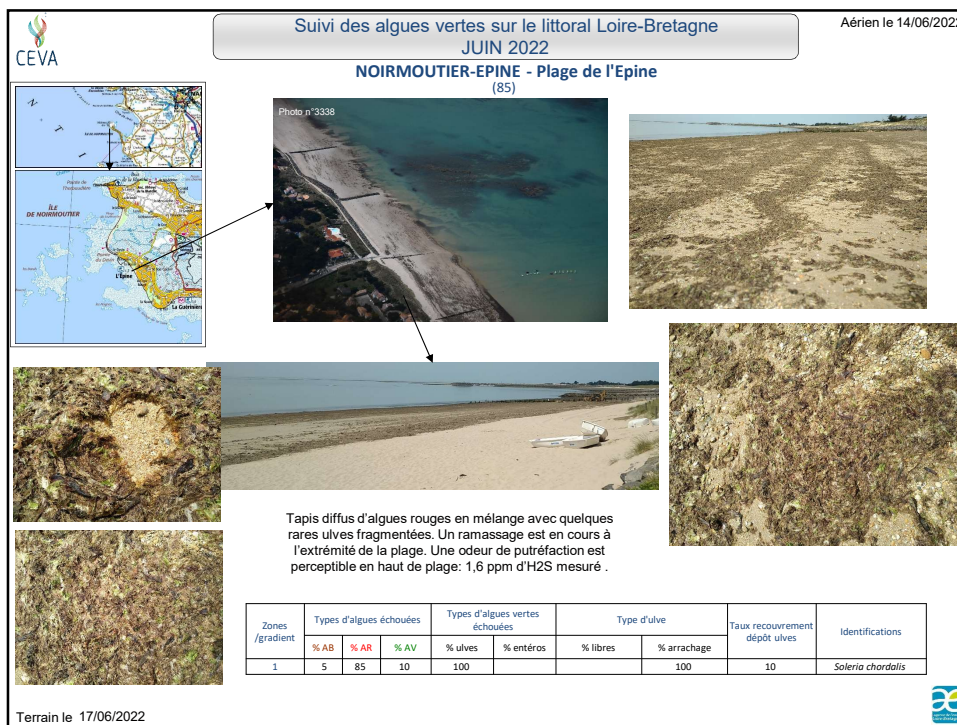 CEVA
Suivi des algues vertes sur le littoral Loire-Bretagne
JUIN 2022
Aérien le 14/06/2022
NOIRMOUTIER-EPINE - Plage de l'Epine
(85)
Photo n°3338
ÎLE
DE NOIRMOUTIER
L'Épine
La Guérinière
Tapis diffus d'algues rouges en mélange avec quelques
rares ulves fragmentées. Un ramassage est en cours à
l'extrémité de la plage. Une odeur de putréfaction est
perceptible en haut de plage: 1,6 ppm d'H2S mesuré .
Zones /gradient Types d'algues échouées Types d'algues vertes échouées Type d'ulve Taux recouvrement dépôt ulves Identifications
% AB % AR % AV % ulves % entéros % libres % arrachage
1 5 85 10 100 100 10 Soleria chordalis
Terrain le 17/06/2022